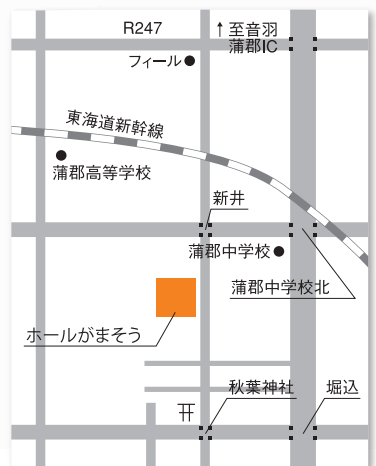 R247
↑至音羽
蒲郡IC
フィール
東海道新幹線
蒲郡高等学校
新井
蒲郡中学校
蒲郡中学校北
ホールがまそう
秋葉神社
堀込